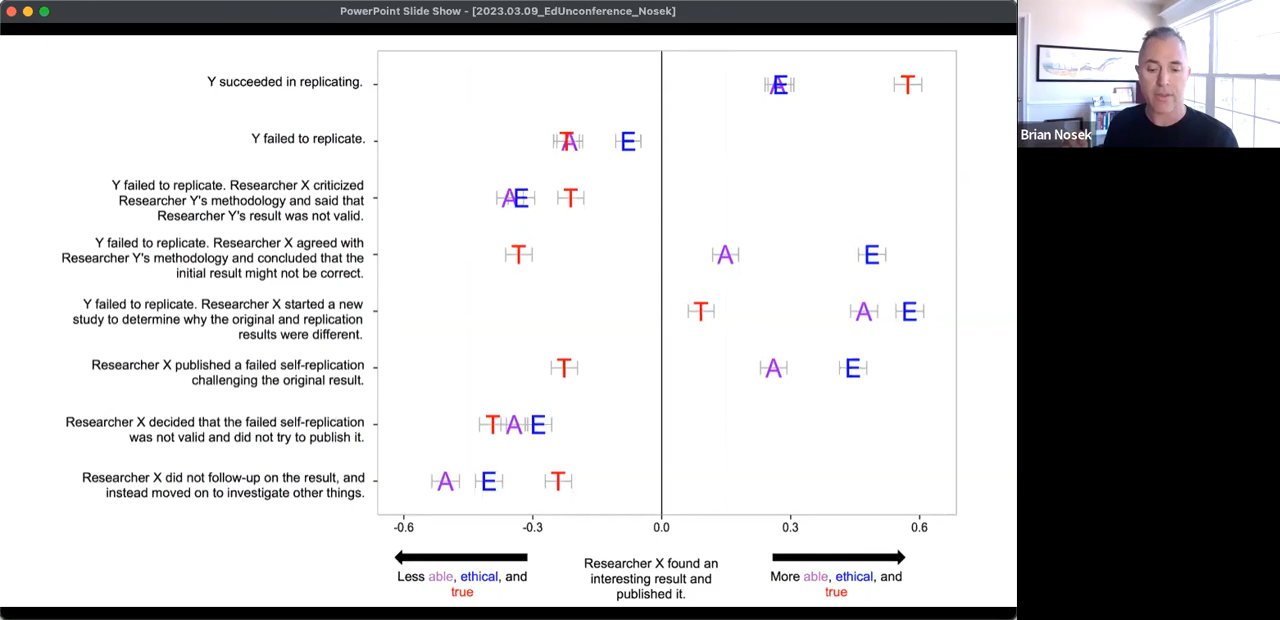 PowerPoint Slide Show - [2023.03.09_EdUnconference_Nosek]
Brian Nosek
Y succeeded in replicating.
A E T
Y failed to replicate.
T A E
Y failed to replicate. Researcher X criticized
Researcher Y's methodology and said that
Researcher Y's result was not valid.
A E T
Y failed to replicate. Researcher X agreed with
Researcher Y's methodology and concluded that the
initial result might not be correct.
T A E
Y failed to replicate. Researcher X started a new
study to determine why the original and replication
results were different.
T A E
Researcher X published a failed self-replication
challenging the original result.
T A E
Researcher X decided that the failed self-replication
was not valid and did not try to publish it.
T A E
Researcher X did not follow-up on the result, and
instead moved on to investigate other things.
A E T
-0.6 -0.3 0.0 0.3 0.6
Less able, ethical, and
true
Researcher X found an
interesting result and
published it.
More able, ethical, and
true